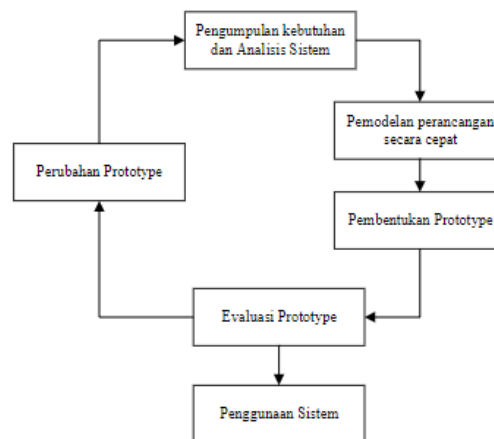 Pengumpulan kebutuhan
dan Analisis Sistem
Pemodelan perancangan
secara cepat
Perubahan Prototype
Pembentukan Prototype
Evaluasi Prototype
Penggunaan Sistem